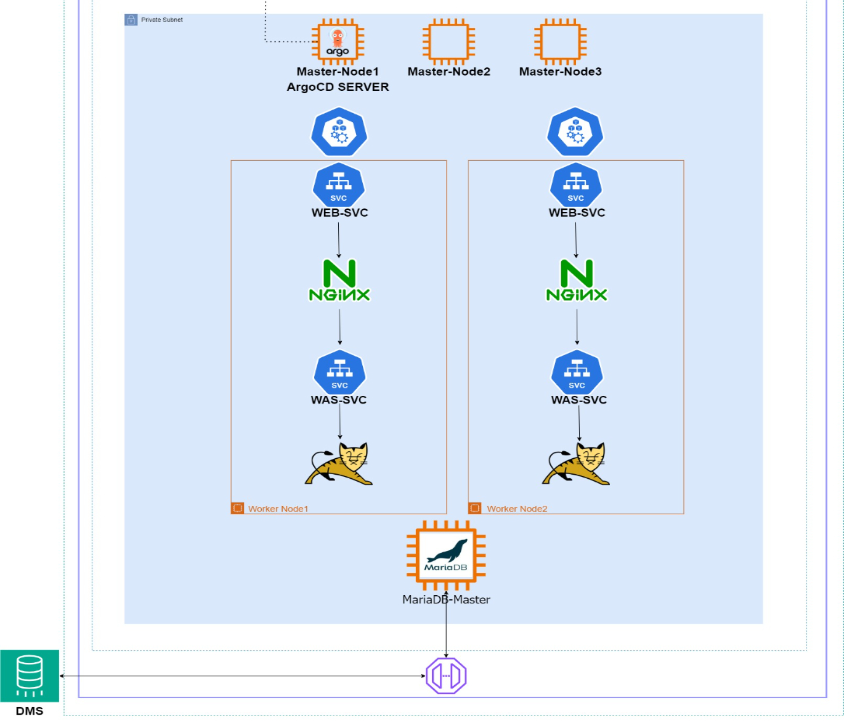 Private Subnet
argo
Master-Node1
ArgoCD SERVER
Master-Node2
Master-Node3
SVC
WEB-SVC
SVC
WEB-SVC
NGiNX
NGiNX
SVC
WAS-SVC
SVC
WAS-SVC
Worker Node1
Worker Node2
MariaDB
MariaDB-Master
DMS